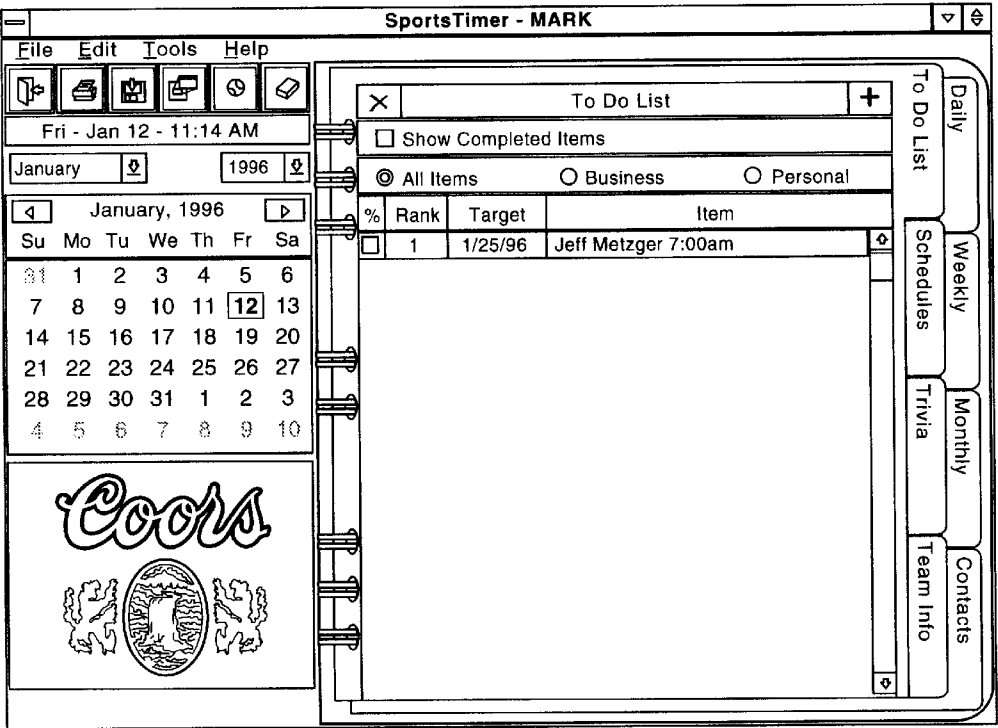 SportsTimer - MARK
File Edit Tools Help
Fri - Jan 12 - 11:14 AM
January 1996
January, 1996
Su Mo Tu We Th Fr Sa
31 1 2 3 4 5 6
7 8 9 10 11 12 13
14 15 16 17 18 19 20
21 22 23 24 25 26 27
28 29 30 31 1 2 3
4 5 6 7 8 9 10
Coors
To Do List
Show Completed Items
All Items Business Personal
% Rank Target Item
1 1/25/96 Jeff Metzger 7:00am
To Do List
Schedules
Trivia
Team Info
Daily
Weekly
Monthly
Contacts